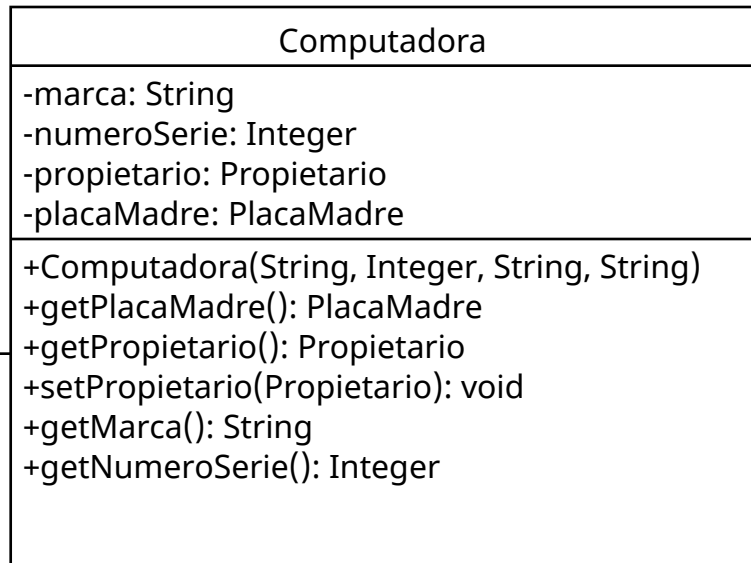 Computadora
-marca: String
-numeroSerie: Integer
-propietario: Propietario
-placaMadre: PlacaMadre
+Computadora(String, Integer, String, String)
+getPlacaMadre(): PlacaMadre
+getPropietario(): Propietario
+setPropietario(Propietario): void
+getMarca(): String
+getNumeroSerie(): Integer